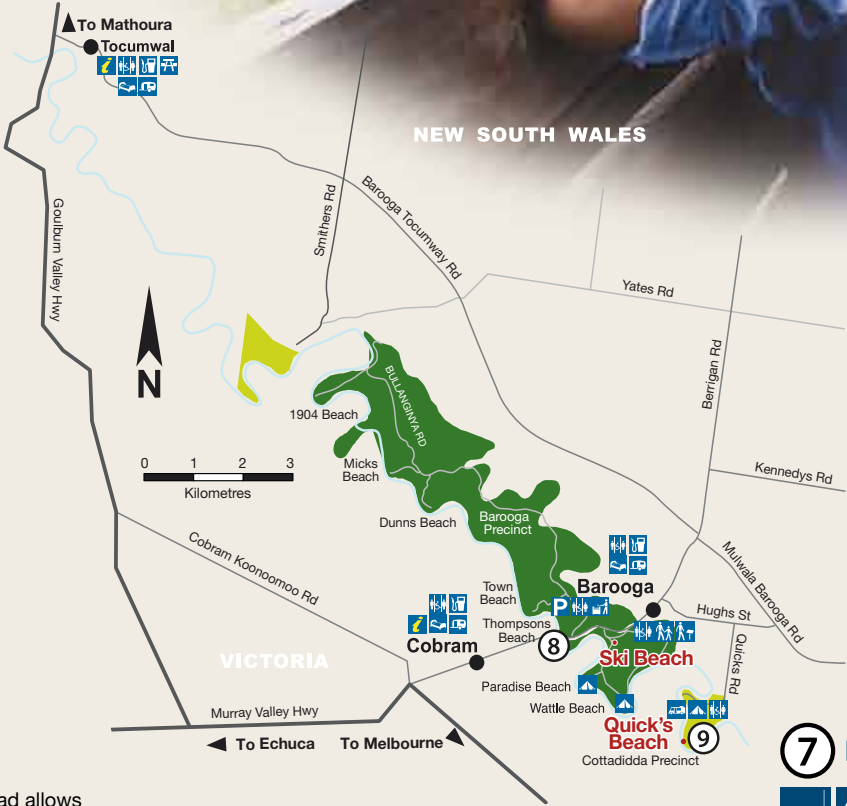 To Mathoura
Tocumwal
NEW SOUTH WALES
Goulburn Valley Hwy
Smithers Rd
Barooga Tocumway Rd
Yates Rd
Berrigan Rd
N
BULLANGINYA RD
1904 Beach
0 1 2 3
Kilometres
Micks
Beach
Kennedys Rd
Dunns Beach
Barooga
Precinct
Cobram Koonoomoo Rd
Mulwala Barooga Rd
Town
Beach
P
Barooga
Hughs St
Thompsons
Beach
8
Cobram
Ski Beach
Quicks Rd
VICTORIA
Paradise Beach
Wattle Beach
Murray Valley Hwy
Quick's
Beach
9
To Echuca
To Melbourne
Cottadidda Precinct
7
ad allows